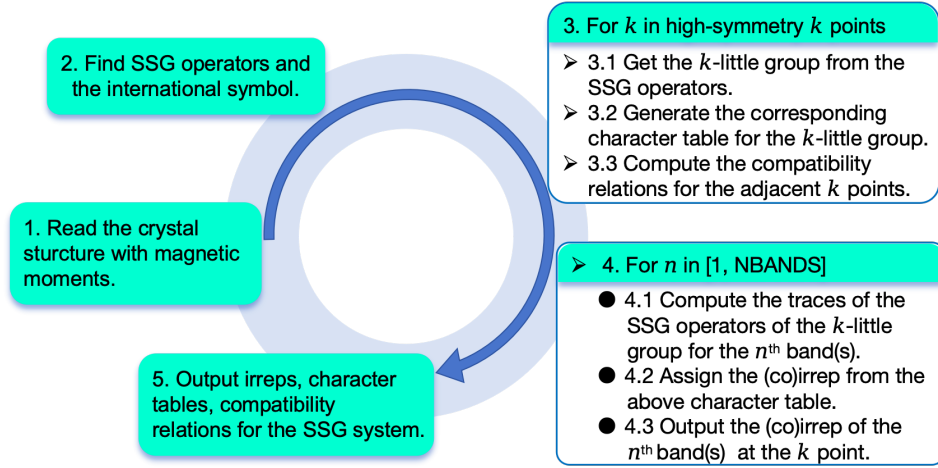 1. Read the crystal
sturcture with magnetic
moments.
2. Find SSG operators and
the international symbol.
3. For k in high-symmetry k points
➢ 3.1 Get the k-little group from the
SSG operators.
➢ 3.2 Generate the corresponding
character table for the k-little group.
➢ 3.3 Compute the compatibility
relations for the adjacent k points.
➢ 4. For n in [1, NBANDS]
● 4.1 Compute the traces of the
SSG operators of the k-little
group for the nᵗʰ band(s).
● 4.2 Assign the (co)irrep from the
above character table.
● 4.3 Output the (co)irrep of the
nᵗʰ band(s) at the k point.
5. Output irreps, character
tables, compatibility
relations for the SSG system.